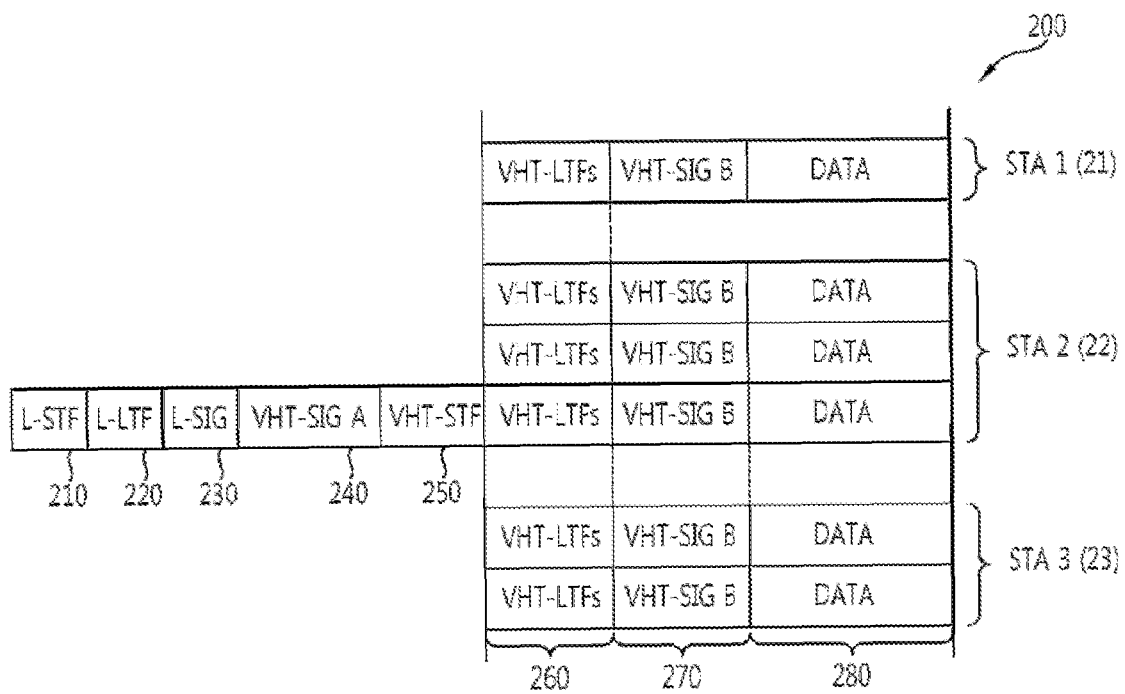 200
VHT-LTFs VHT-SIG B DATA STA 1 (21)
VHT-LTFs VHT-SIG B DATA
VHT-LTFs VHT-SIG B DATA
STA 2 (22)
L-STF L-LTF L-SIG VHT-SIG A VHT-STF VHT-LTFs VHT-SIG B DATA
210 220 230 240 250
VHT-LTFs VHT-SIG B DATA
STA 3 (23)
VHT-LTFs VHT-SIG B DATA
260 270 280